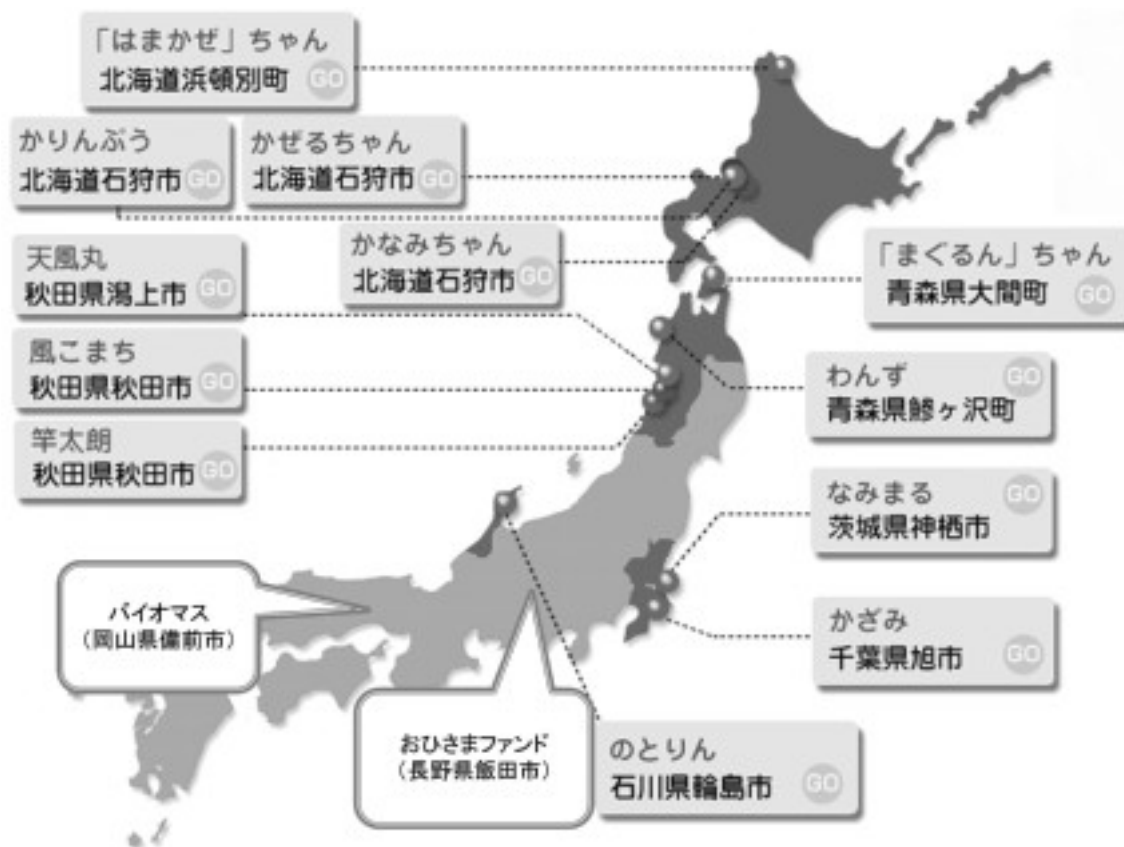 「はまかぜ」ちゃん
北海道浜頓別町 GO
かりんぷう
北海道石狩市 GO
かぜるちゃん
北海道石狩市 GO
天風丸
秋田県潟上市 GO
かなみちゃん
北海道石狩市 GO
「まぐるん」ちゃん
青森県大間町 GO
風こまち
秋田県秋田市 GO
わんず GO
青森県鰺ヶ沢町
竿太朗
秋田県秋田市 GO
なみまる GO
茨城県神栖市
バイオマス
（岡山県備前市）
かざみ
千葉県旭市 GO
おひさまファンド
（長野県飯田市）
のとりん
石川県輪島市 GO